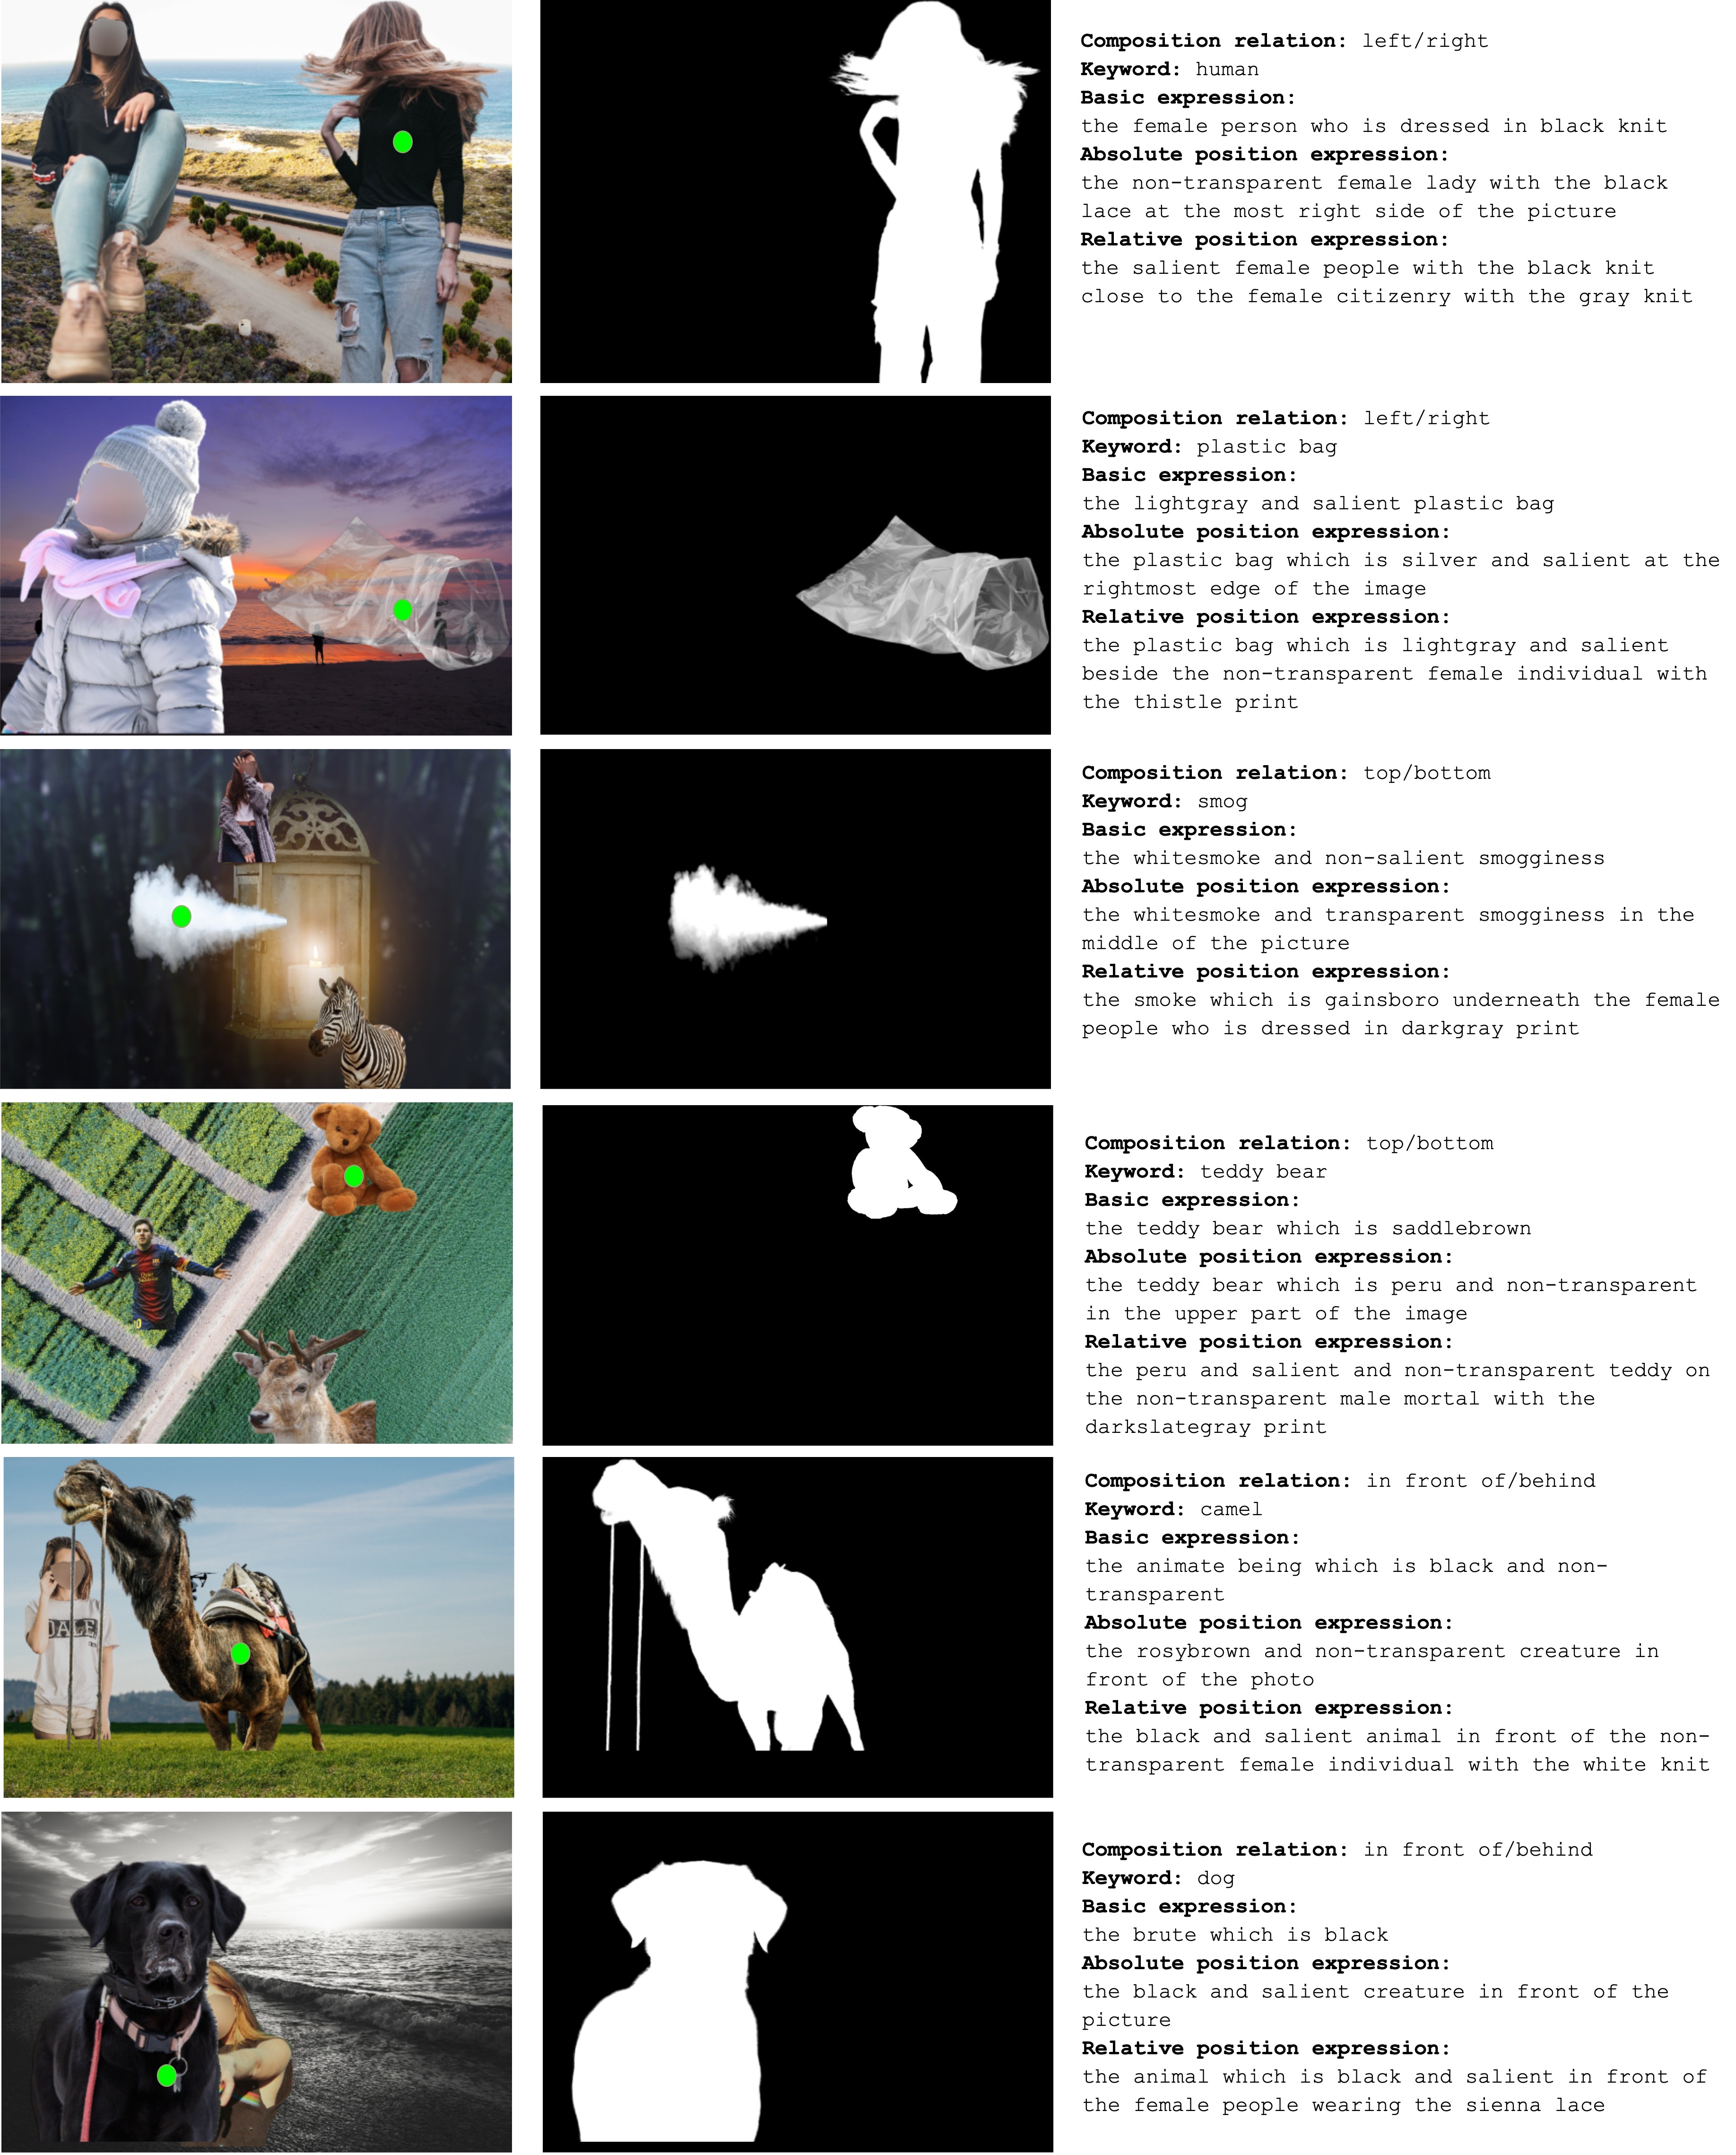 Composition relation: left/right
Keyword: human
Basic expression:
the female person who is dressed in black knit
Absolute position expression:
the non-transparent female lady with the black
lace at the most right side of the picture
Relative position expression:
the salient female people with the black knit
close to the female citizenry with the gray knit
Composition relation: left/right
Keyword: plastic bag
Basic expression:
the lightgray and salient plastic bag
Absolute position expression:
the plastic bag which is silver and salient at the
rightmost edge of the image
Relative position expression:
the plastic bag which is lightgray and salient
beside the non-transparent female individual with
the thistle print
Composition relation: top/bottom
Keyword: smog
Basic expression:
the whitesmoke and non-salient smogginess
Absolute position expression:
the whitesmoke and transparent smogginess in the
middle of the picture
Relative position expression:
the smoke which is gainsboro underneath the female
people who is dressed in darkgray print
Composition relation: top/bottom
Keyword: teddy bear
Basic expression:
the teddy bear which is saddlebrown
Absolute position expression:
the teddy bear which is peru and non-transparent
in the upper part of the image
Relative position expression:
the peru and salient and non-transparent teddy on
the non-transparent male mortal with the
darkslategray print
DALE
Composition relation: in front of/behind
Keyword: camel
Basic expression:
the animate being which is black and non-
transparent
Absolute position expression:
the rosybrown and non-transparent creature in
front of the photo
Relative position expression:
the black and salient animal in front of the non-
transparent female individual with the white knit
Composition relation: in front of/behind
Keyword: dog
Basic expression:
the brute which is black
Absolute position expression:
the black and salient creature in front of the
picture
Relative position expression:
the animal which is black and salient in front of
the female people wearing the sienna lace